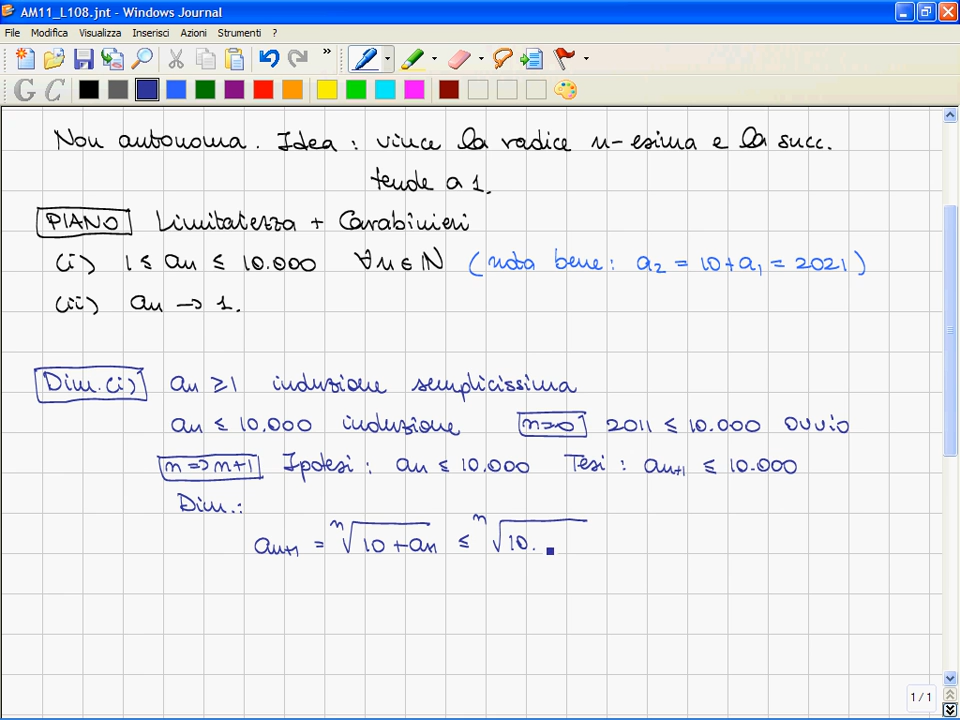 AM11_L108.jnt - Windows Journal
File Modifica Visualizza Inserisci Azioni Strumenti ?
Non autonoma. Idea: vince la radice n-esima e la succ.
tende a 1.
PIANO Limitatezza + Carabinieri
(i) 1 ≤ an ≤ 10.000 ∀n∈ℕ (nota bene: a2 = 10+a1 = 2021)
(ii) an → 1.
Dim.(i) an ≥ 1 induzione semplicissima
an ≤ 10.000 induzione n=0 2011 ≤ 10.000 ovvio
n=>n+1 Ipotesi: an ≤ 10.000 Tesi: an+1 ≤ 10.000
Dim.:
an+1 = ⁿ√10+an ≤ ⁿ√10.
1 / 1